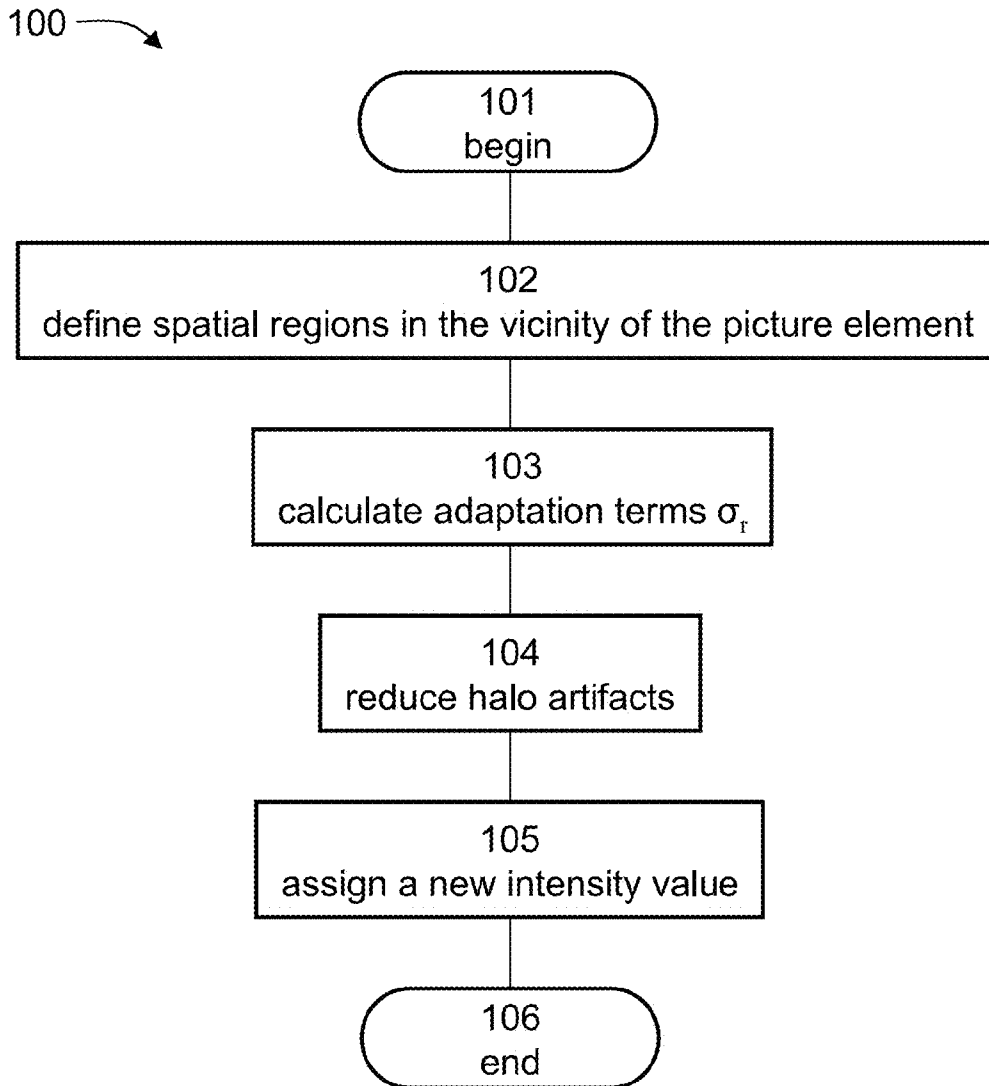 100
101
begin
102
define spatial regions in the vicinity of the picture element
103
calculate adaptation terms σᵣ
104
reduce halo artifacts
105
assign a new intensity value
106
end